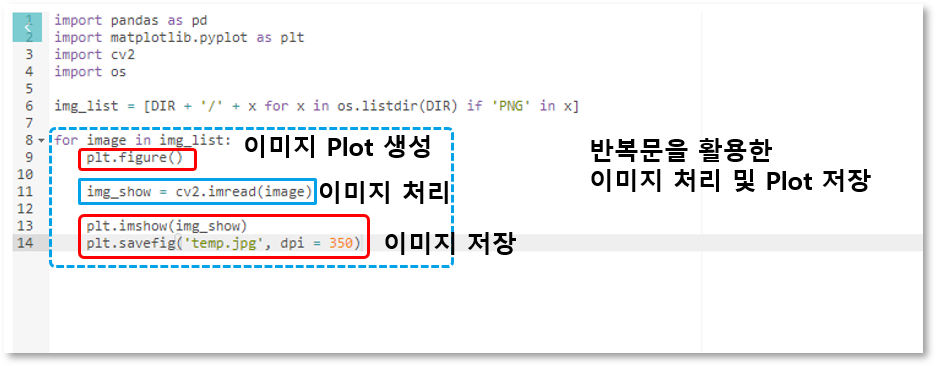 1 import pandas as pd
2 import matplotlib.pyplot as plt
3 import cv2
4 import os
5
6 img_list = [DIR + '/' + x for x in os.listdir(DIR) if 'PNG' in x]
7
8 for image in img_list: 이미지 Plot 생성
9 plt.figure()
10
11 img_show = cv2.imread(image) 이미지 처리
12
13 plt.imshow(img_show)
14 plt.savefig('temp.jpg', dpi = 350) 이미지 저장
반복문을 활용한
이미지 처리 및 Plot 저장